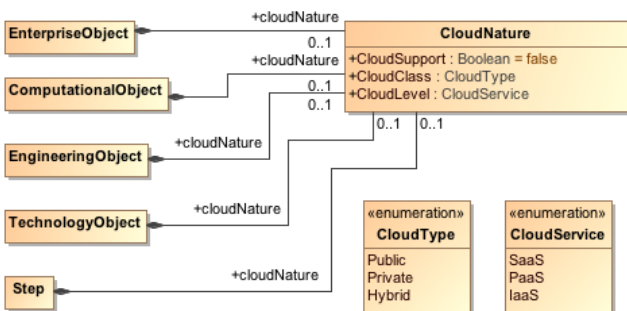 +cloudNature
EnterpriseObject
0..1
+cloudNature
ComputationalObject
0..1
0..1
CloudNature
+CloudSupport : Boolean = false
+CloudClass : CloudType
+CloudLevel : CloudService
0..1
0..1
+cloudNature
EngineeringObject
+cloudNature
TechnologyObject
+cloudNature
Step
«enumeration»
CloudType
Public
Private
Hybrid
«enumeration»
CloudService
SaaS
PaaS
IaaS